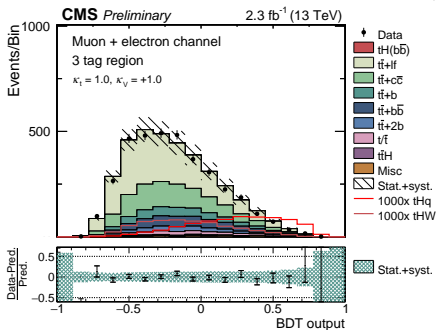 CMS Preliminary 2.3 fb⁻¹ (13 TeV)
Events/Bin
1000
500
Muon + electron channel
3 tag region
κt = 1.0, κV = +1.0
Data
tH(bb̄)
tt̄+lf
tt̄+cc̄
tt̄+b
tt̄+bb̄
tt̄+2b
t/t̄
tt̄H
Misc
Stat.+syst.
1000x tHq
1000x tHW
Data-Pred.
Pred.
0.5
0.0
−0.5
Stat.+syst.
−1 −0.5 0 0.5 1
BDT output